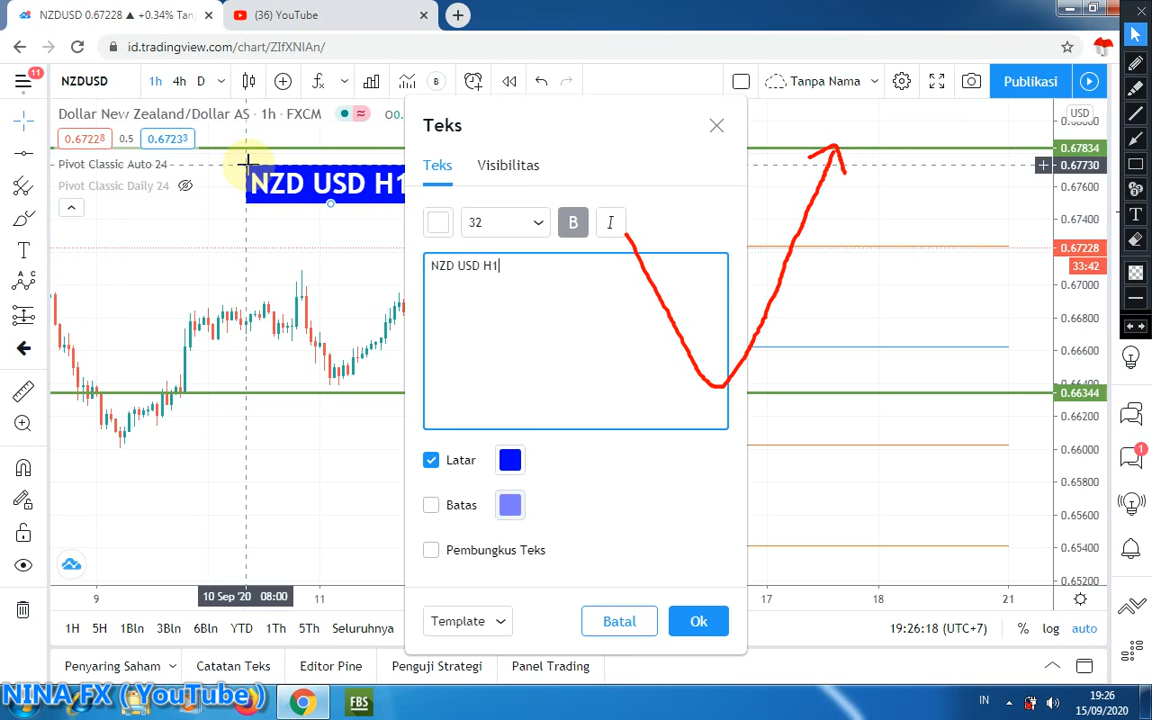 NZDUSD 0.67228 ▲ +0.34% Tan
(36) YouTube
id.tradingview.com/chart/ZIfXNIAn/
11
NZDUSD
1h
4h
D
B
Tanpa Nama
Publikasi
Dollar New Zealand/Dollar AS · 1h · FXCM
O0.
0.67228
0.5
0.67233
Pivot Classic Auto 24
Pivot Classic Daily 24
NZD USD H1
Teks
Teks
Visibilitas
32
B
I
NZD USD H1
Latar
Batas
Pembungkus Teks
Template
Batal
Ok
USD
0.67834
0.67730
0.67600
0.67400
0.67228
33:42
0.67000
0.66800
0.66600
0.66344
0.66200
0.66000
0.65800
0.65600
0.65400
0.65200
9
10 Sep '20 08:00
11
17
18
21
1H
5H
1Bln
3Bln
6Bln
YTD
1Th
5Th
Seluruhnya
19:26:18 (UTC+7)
%
log
auto
Penyaring Saham
Catatan Teks
Editor Pine
Penguji Strategi
Panel Trading
1
NINA FX ( YouTube )
FBS
IN
19:26
15/09/2020